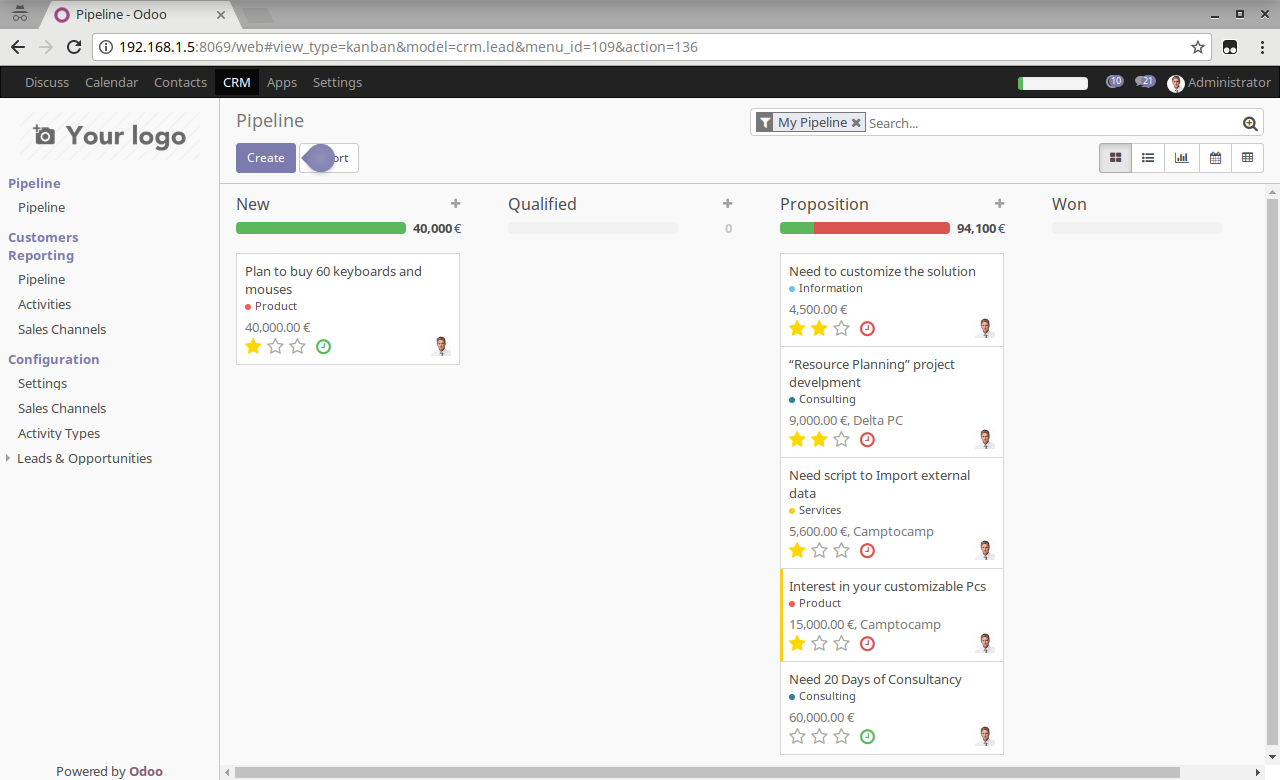 Pipeline - Odoo
192.168.1.5:8069/web#view_type=kanban&model=crm.lead&menu_id=109&action=136
Discuss Calendar Contacts CRM Apps Settings 10 21 Administrator
Your logo
Pipeline
Pipeline
Customers
Reporting
Pipeline
Activities
Sales Channels
Configuration
Settings
Sales Channels
Activity Types
Leads & Opportunities
Powered by Odoo
Pipeline
My Pipeline Search...
Create
New
40,000 €
Plan to buy 60 keyboards and
mouses
Product
40,000.00 €
Qualified
0
Proposition
94,100 €
Need to customize the solution
Information
4,500.00 €
“Resource Planning” project
develpment
Consulting
9,000.00 €, Delta PC
Need script to Import external
data
Services
5,600.00 €, Camptocamp
Interest in your customizable Pcs
Product
15,000.00 €, Camptocamp
Need 20 Days of Consultancy
Consulting
60,000.00 €
Won